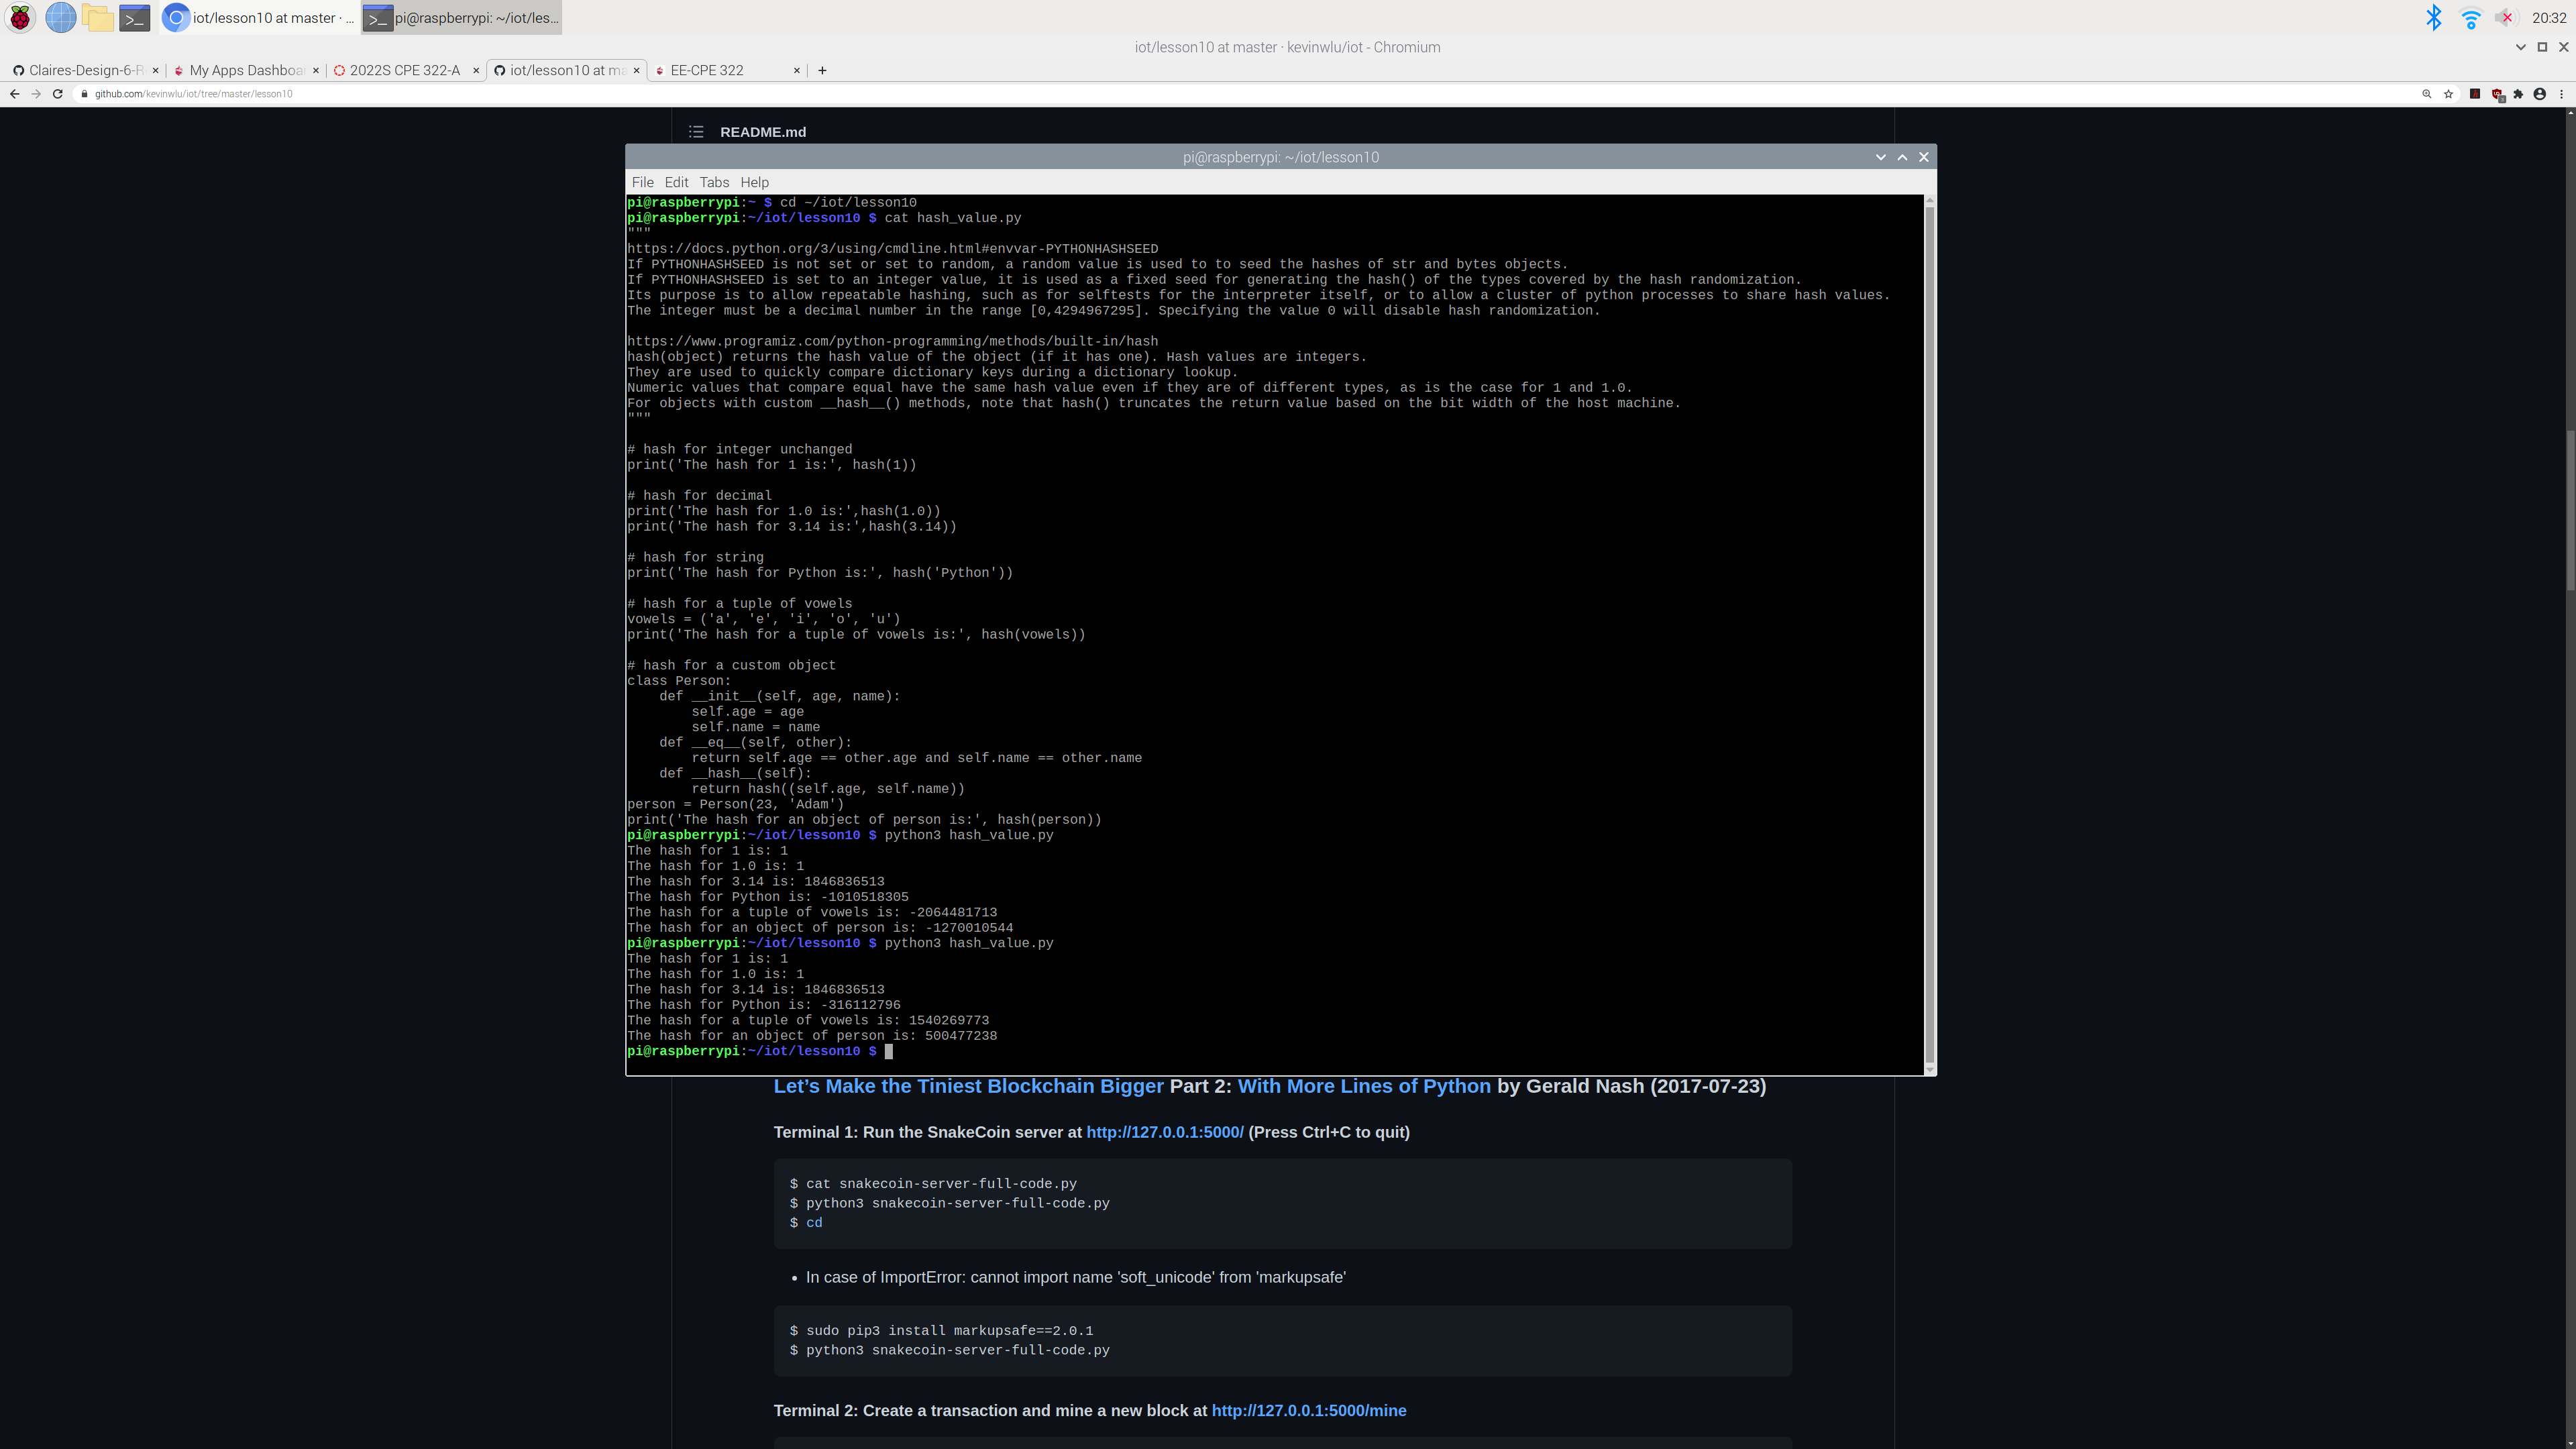 iot/lesson10 at master · ...
pi@raspberrypi: ~/iot/les...
20:32
iot/lesson10 at master · kevinwlu/iot - Chromium
Claires-Design-6-R
My Apps Dashboar
2022S CPE 322-A
iot/lesson10 at ma
EE-CPE 322
github.com/kevinwlu/iot/tree/master/lesson10
README.md
pi@raspberrypi: ~/iot/lesson10
File Edit Tabs Help
pi@raspberrypi:~ $ cd ~/iot/lesson10
pi@raspberrypi:~/iot/lesson10 $ cat hash_value.py
"""
https://docs.python.org/3/using/cmdline.html#envvar-PYTHONHASHSEED
If PYTHONHASHSEED is not set or set to random, a random value is used to to seed the hashes of str and bytes objects.
If PYTHONHASHSEED is set to an integer value, it is used as a fixed seed for generating the hash() of the types covered by the hash randomization.
Its purpose is to allow repeatable hashing, such as for selftests for the interpreter itself, or to allow a cluster of python processes to share hash values.
The integer must be a decimal number in the range [0,4294967295]. Specifying the value 0 will disable hash randomization.
https://www.programiz.com/python-programming/methods/built-in/hash
hash(object) returns the hash value of the object (if it has one). Hash values are integers.
They are used to quickly compare dictionary keys during a dictionary lookup.
Numeric values that compare equal have the same hash value even if they are of different types, as is the case for 1 and 1.0.
For objects with custom __hash__() methods, note that hash() truncates the return value based on the bit width of the host machine.
"""
# hash for integer unchanged
print('The hash for 1 is:', hash(1))
# hash for decimal
print('The hash for 1.0 is:',hash(1.0))
print('The hash for 3.14 is:',hash(3.14))
# hash for string
print('The hash for Python is:', hash('Python'))
# hash for a tuple of vowels
vowels = ('a', 'e', 'i', 'o', 'u')
print('The hash for a tuple of vowels is:', hash(vowels))
# hash for a custom object
class Person:
    def __init__(self, age, name):
        self.age = age
        self.name = name
    def __eq__(self, other):
        return self.age == other.age and self.name == other.name
    def __hash__(self):
        return hash((self.age, self.name))
person = Person(23, 'Adam')
print('The hash for an object of person is:', hash(person))
pi@raspberrypi:~/iot/lesson10 $ python3 hash_value.py
The hash for 1 is: 1
The hash for 1.0 is: 1
The hash for 3.14 is: 1846836513
The hash for Python is: -1010518305
The hash for a tuple of vowels is: -2064481713
The hash for an object of person is: -1270010544
pi@raspberrypi:~/iot/lesson10 $ python3 hash_value.py
The hash for 1 is: 1
The hash for 1.0 is: 1
The hash for 3.14 is: 1846836513
The hash for Python is: -316112796
The hash for a tuple of vowels is: 1540269773
The hash for an object of person is: 500477238
pi@raspberrypi:~/iot/lesson10 $
Let's Make the Tiniest Blockchain Bigger Part 2: With More Lines of Python by Gerald Nash (2017-07-23)
Terminal 1: Run the SnakeCoin server at http://127.0.0.1:5000/ (Press Ctrl+C to quit)
$ cat snakecoin-server-full-code.py
$ python3 snakecoin-server-full-code.py
$ cd
• In case of ImportError: cannot import name 'soft_unicode' from 'markupsafe'
$ sudo pip3 install markupsafe==2.0.1
$ python3 snakecoin-server-full-code.py
Terminal 2: Create a transaction and mine a new block at http://127.0.0.1:5000/mine